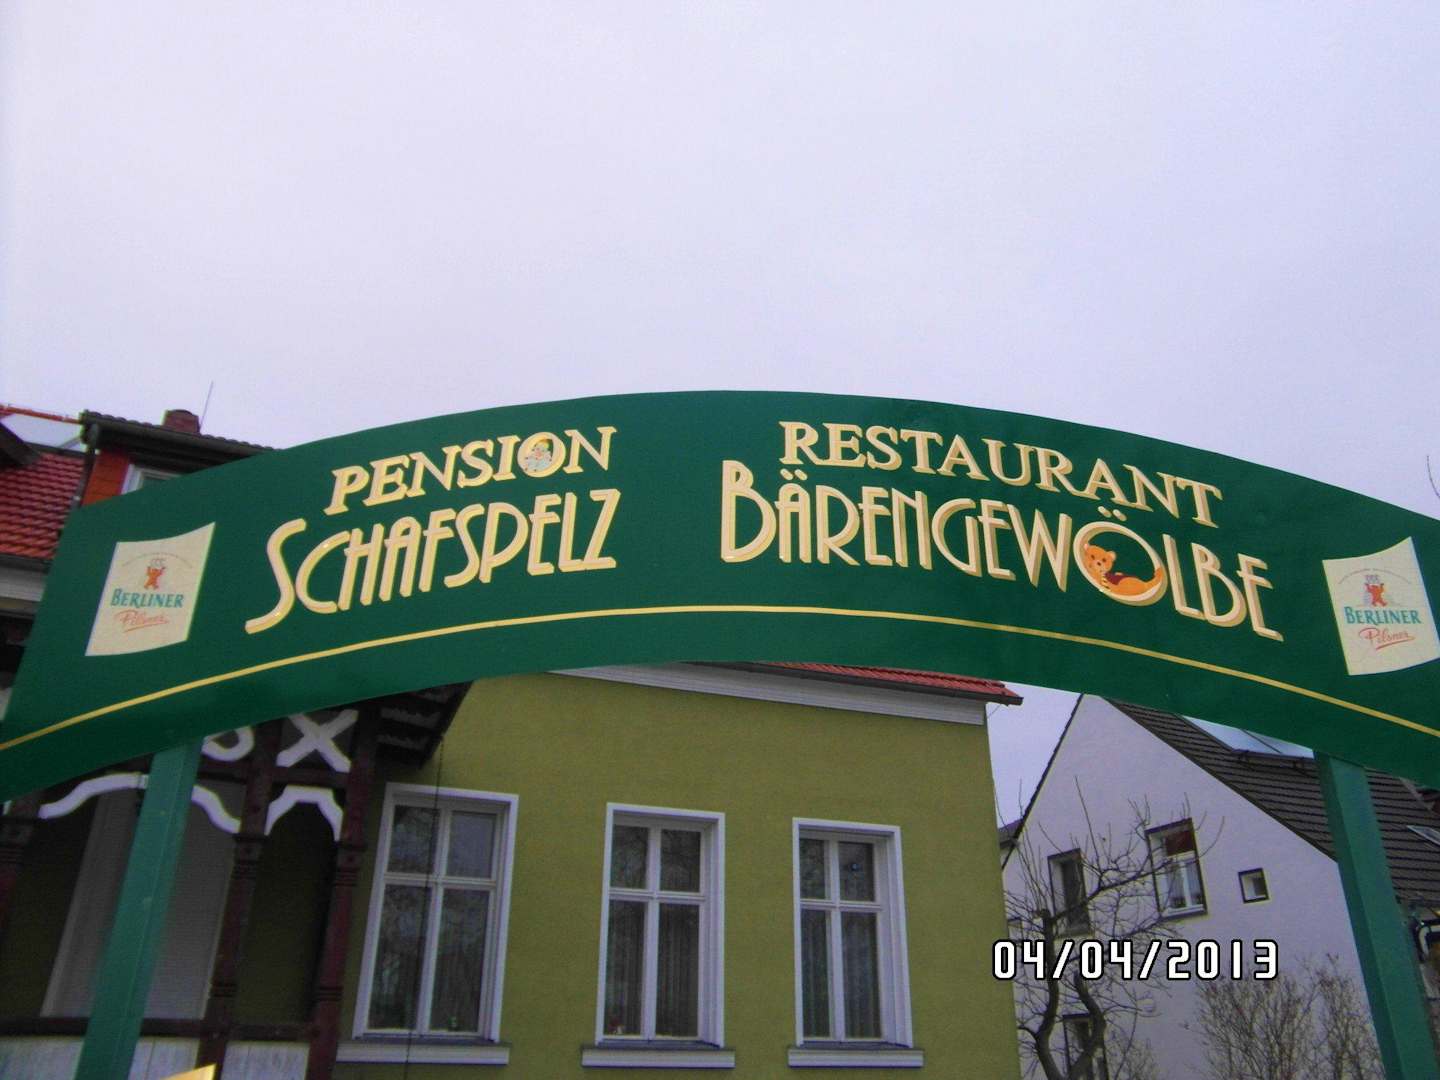 PENSION
SCHAFSPELZ
RESTAURANT
BÄRENGEWÖLBE
BERLINER
Pilsner
BERLINER
Pilsner
04/04/2013